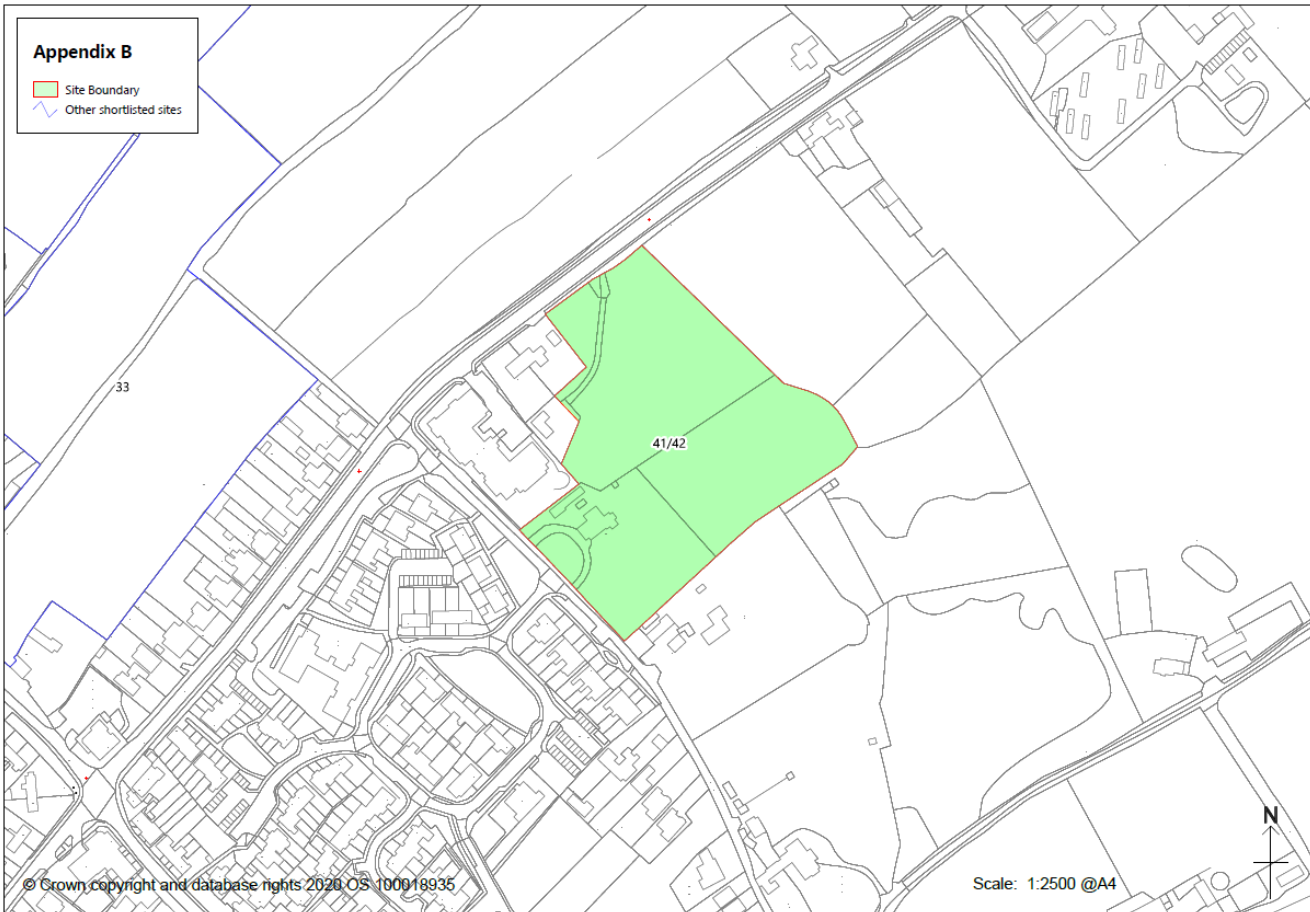 Appendix B
Site Boundary
Other shortlisted sites
33
41/42
N
© Crown copyright and database rights 2020 OS 100018935
Scale: 1:2500 @A4